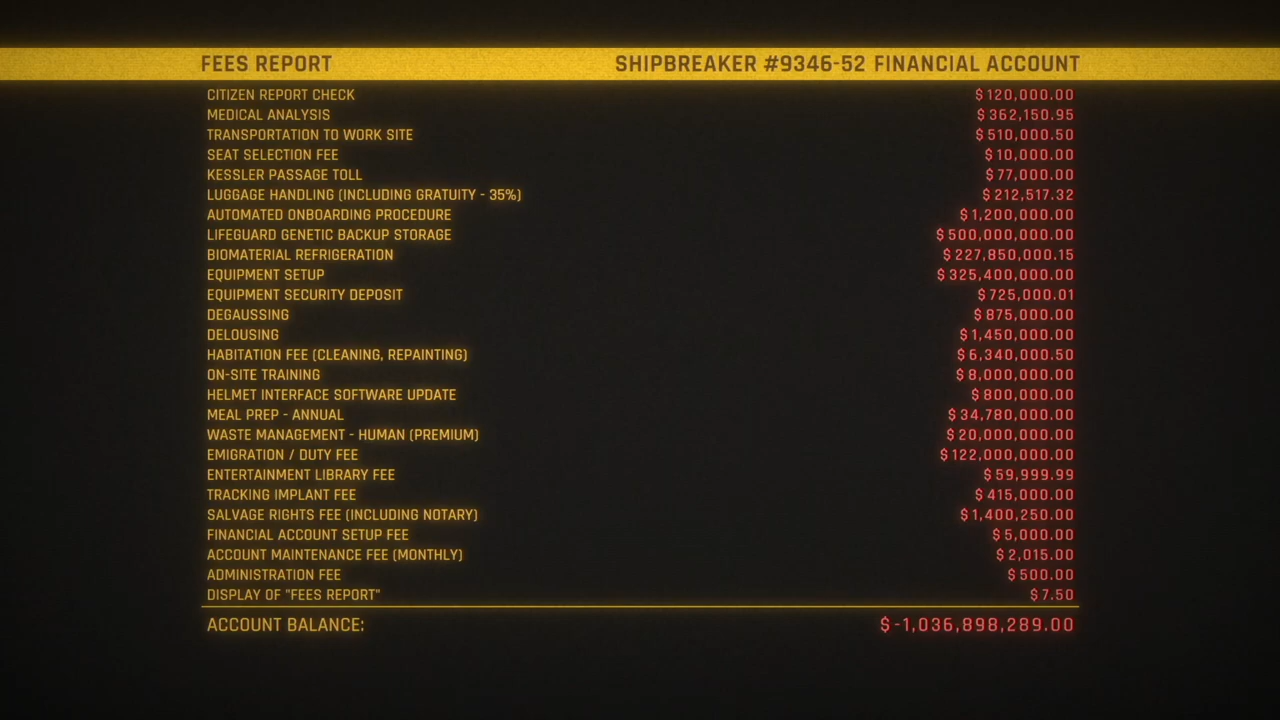 FEES REPORT SHIPBREAKER #9346-52 FINANCIAL ACCOUNT
CITIZEN REPORT CHECK $120,000.00
MEDICAL ANALYSIS $362,150.95
TRANSPORTATION TO WORK SITE $510,000.50
SEAT SELECTION FEE $10,000.00
KESSLER PASSAGE TOLL $77,000.00
LUGGAGE HANDLING (INCLUDING GRATUITY - 35%) $212,517.32
AUTOMATED ONBOARDING PROCEDURE $1,200,000.00
LIFEGUARD GENETIC BACKUP STORAGE $500,000,000.00
BIOMATERIAL REFRIGERATION $227,850,000.15
EQUIPMENT SETUP $325,400,000.00
EQUIPMENT SECURITY DEPOSIT $725,000.01
DEGAUSSING $875,000.00
DELOUSING $1,450,000.00
HABITATION FEE (CLEANING, REPAINTING) $6,340,000.50
ON-SITE TRAINING $8,000,000.00
HELMET INTERFACE SOFTWARE UPDATE $800,000.00
MEAL PREP - ANNUAL $34,780,000.00
WASTE MANAGEMENT - HUMAN (PREMIUM) $20,000,000.00
EMIGRATION / DUTY FEE $122,000,000.00
ENTERTAINMENT LIBRARY FEE $59,999.99
TRACKING IMPLANT FEE $415,000.00
SALVAGE RIGHTS FEE (INCLUDING NOTARY) $1,400,250.00
FINANCIAL ACCOUNT SETUP FEE $5,000.00
ACCOUNT MAINTENANCE FEE (MONTHLY) $2,015.00
ADMINISTRATION FEE $500.00
DISPLAY OF "FEES REPORT" $7.50
ACCOUNT BALANCE: $-1,036,898,289.00